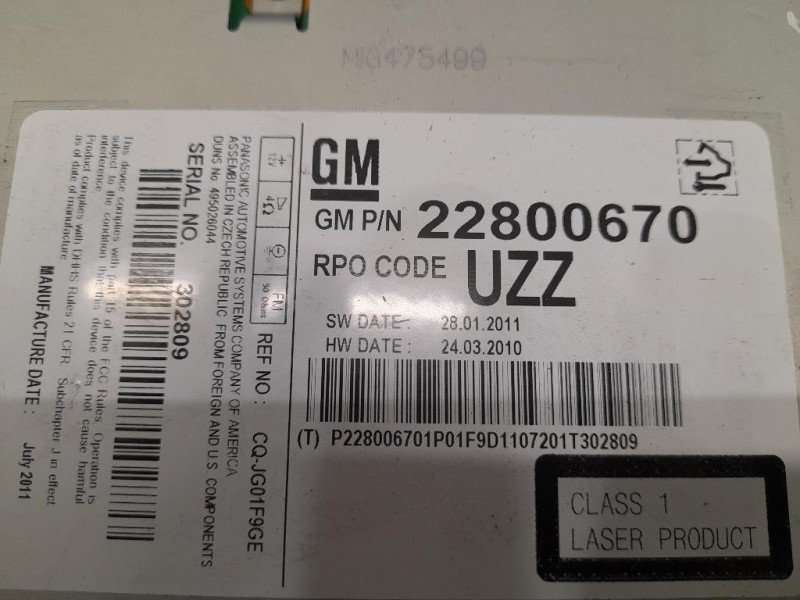 MIG475499
GM
GM P/N 22800670
RPO CODE UZZ
SW DATE : 28.01.2011
HW DATE : 24.03.2010
(T) P228006701P01F9D1107201T302809
CLASS 1
LASER PRODUCT
12V
4Ω
FM
50 Ohms
REF NO : CQ-JG01F9GE
PANASONIC AUTOMOTIVE SYSTEMS COMPANY OF AMERICA
ASSEMBLED IN CZECH REPUBLIC FROM FOREIGN AND U.S. COMPONENTS
DUNS No 495026044
SERIAL NO. 302809
This device complies with part 15 of the FCC Rules Operation is
subject to the condition that this device does not cause harmful
interference.
Product complies with DHHS Rules 21 CFR Subchapter J in effect
as of date of manufacture
MANUFACTURE DATE : July 2011